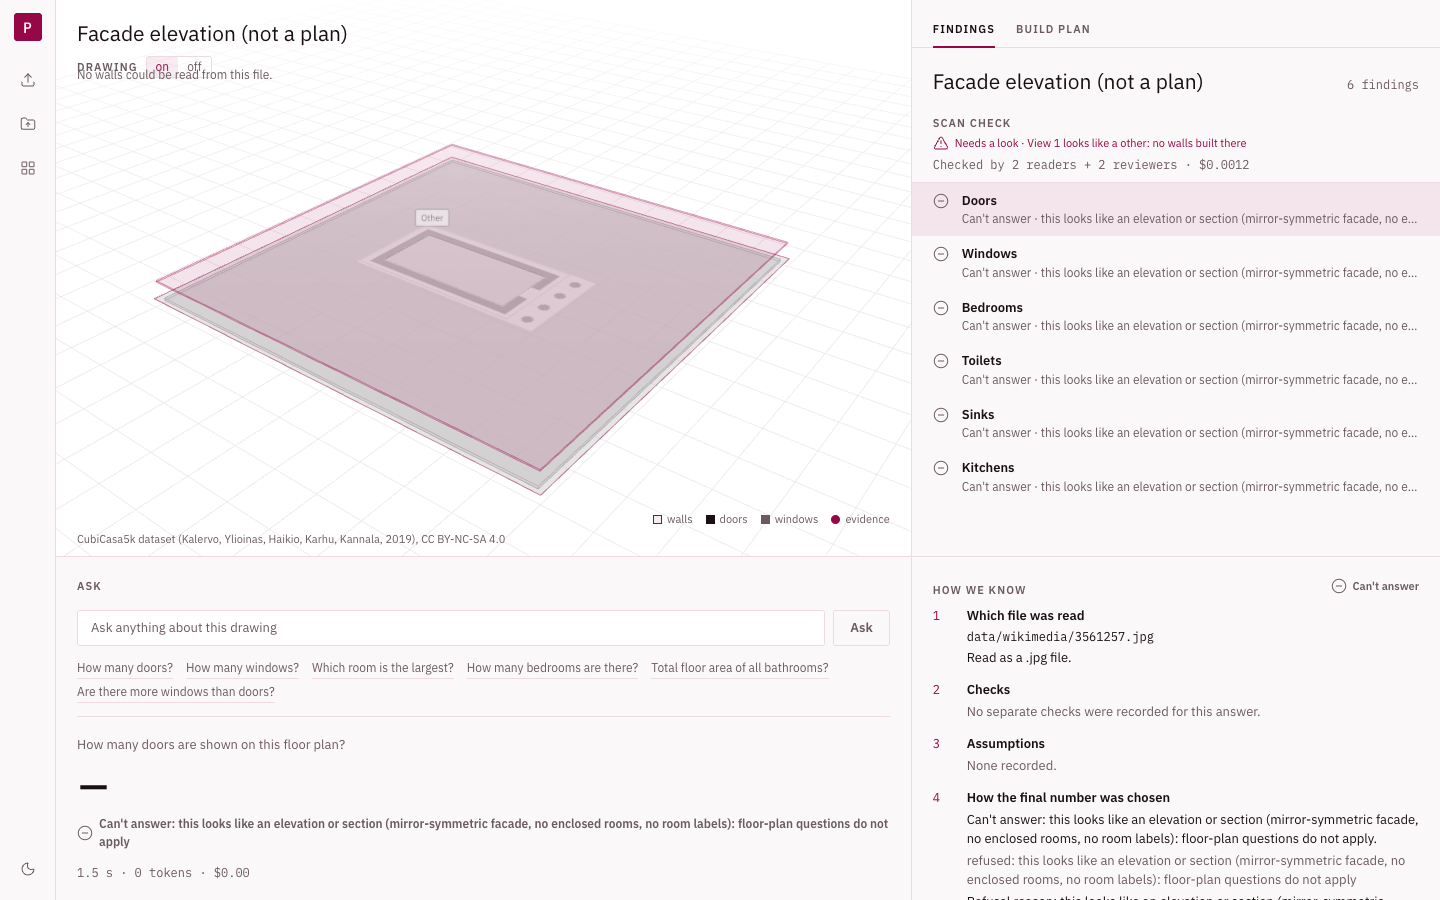 P
Facade elevation (not a plan)
DRAWING on off
No walls could be read from this file.
Other
walls doors windows evidence
CubiCasa5k dataset (Kalervo, Ylioinas, Haikio, Karhu, Kannala, 2019), CC BY-NC-SA 4.0
ASK
Ask anything about this drawing
Ask
How many doors? How many windows? Which room is the largest? How many bedrooms are there? Total floor area of all bathrooms?
Are there more windows than doors?
How many doors are shown on this floor plan?
—
Can't answer: this looks like an elevation or section (mirror-symmetric facade, no enclosed rooms, no room labels): floor-plan questions do not
apply
1.5 s · 0 tokens · $0.00
FINDINGS BUILD PLAN
Facade elevation (not a plan)
6 findings
SCAN CHECK
Needs a look · View 1 looks like a other: no walls built there
Checked by 2 readers + 2 reviewers · $0.0012
Doors
Can't answer · this looks like an elevation or section (mirror-symmetric facade, no e...
Windows
Can't answer · this looks like an elevation or section (mirror-symmetric facade, no e...
Bedrooms
Can't answer · this looks like an elevation or section (mirror-symmetric facade, no e...
Toilets
Can't answer · this looks like an elevation or section (mirror-symmetric facade, no e...
Sinks
Can't answer · this looks like an elevation or section (mirror-symmetric facade, no e...
Kitchens
Can't answer · this looks like an elevation or section (mirror-symmetric facade, no e...
HOW WE KNOW
Can't answer
1 Which file was read
data/wikimedia/3561257.jpg
Read as a .jpg file.
2 Checks
No separate checks were recorded for this answer.
3 Assumptions
None recorded.
4 How the final number was chosen
Can't answer: this looks like an elevation or section (mirror-symmetric facade,
no enclosed rooms, no room labels): floor-plan questions do not apply.
refused: this looks like an elevation or section (mirror-symmetric facade, no
enclosed rooms, no room labels): floor-plan questions do not apply